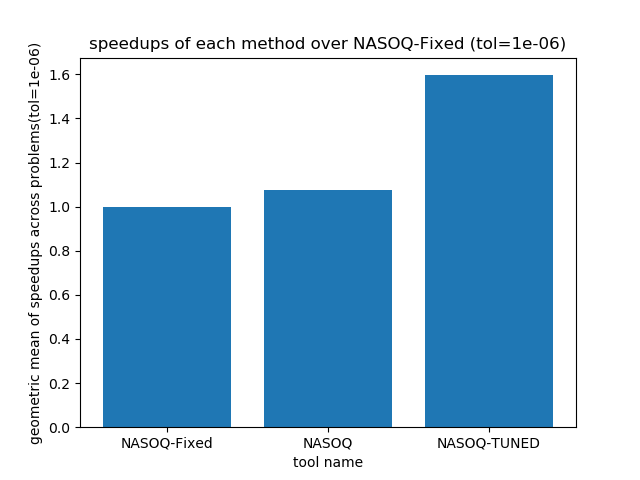 speedups of each method over NASOQ-Fixed (tol=1e-06)
geometric mean of speedups across problems(tol=1e-06)
1.6
1.4
1.2
1.0
0.8
0.6
0.4
0.2
0.0
NASOQ-Fixed NASOQ NASOQ-TUNED
tool name